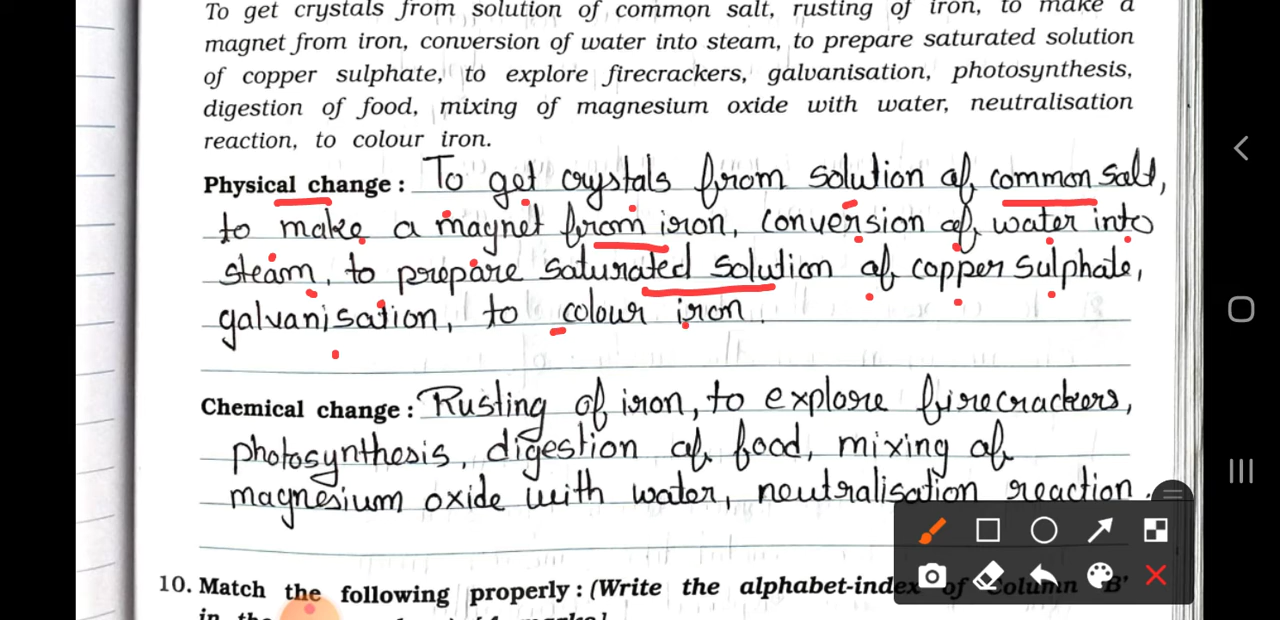 To get crystals from solution of common salt, rusting of iron, to make a
magnet from iron, conversion of water into steam, to prepare saturated solution
of copper sulphate, to explore firecrackers, galvanisation, photosynthesis,
digestion of food, mixing of magnesium oxide with water, neutralisation
reaction, to colour iron.
Physical change : To get crystals from solution of common salt,
to make a magnet from iron, conversion of water into
steam, to prepare saturated solution of copper sulphate,
galvanisation, to colour iron.
Chemical change : Rusting of iron, to explore firecrackers,
photosynthesis, digestion of food, mixing of
magnesium oxide with water, neutralisation reaction.
10. Match the following properly : (Write the alphabet-index of Column 'B'
in the